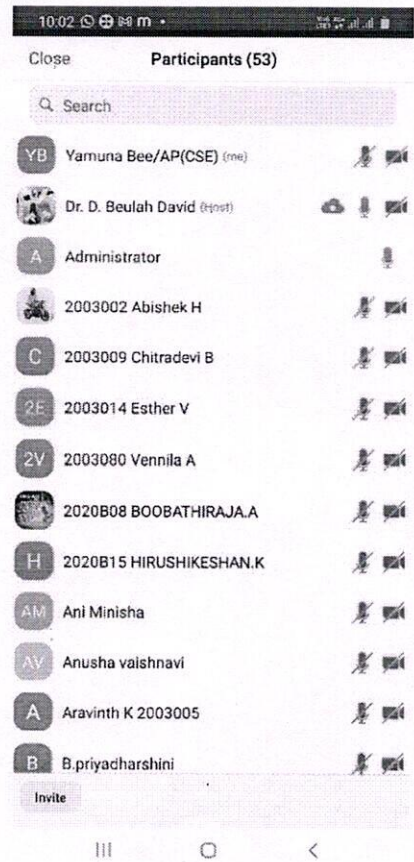 10:02
Close Participants (53)
Search
YB Yamuna Bee/AP(CSE) (me)
Dr. D. Beulah David (Host)
A Administrator
2003002 Abishek H
C 2003009 Chitradevi B
2E 2003014 Esther V
2V 2003080 Vennila A
2020B08 BOOBATHIRAJA.A
H 2020B15 HIRUSHIKESHAN.K
AM Ani Minisha
AV Anusha vaishnavi
A Aravinth K 2003005
B B.priyadharshini
Invite